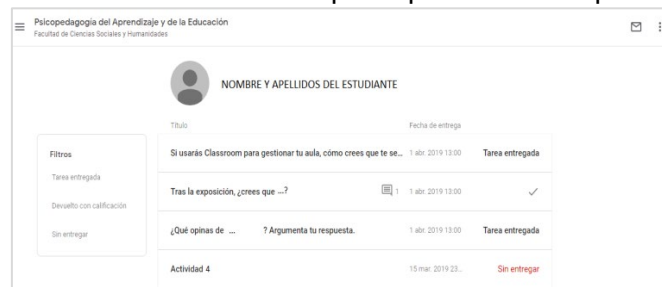 Psicopedagogía del Aprendizaje y de la Educación
Facultad de Ciencias Sociales y Humanidades
NOMBRE Y APELLIDOS DEL ESTUDIANTE
Título Fecha de entrega
Filtros
Tarea entregada
Devuelto con calificación
Sin entregar
Si usarás Classroom para gestionar tu aula, cómo crees que te se... 1 abr. 2019 13:00 Tarea entregada
Tras la exposición, ¿crees que ...? 1 1 abr. 2019 13:00
¿Qué opinas de ... ? Argumenta tu respuesta. 1 abr. 2019 13:00 Tarea entregada
Actividad 4 15 mar. 2019 23... Sin entregar